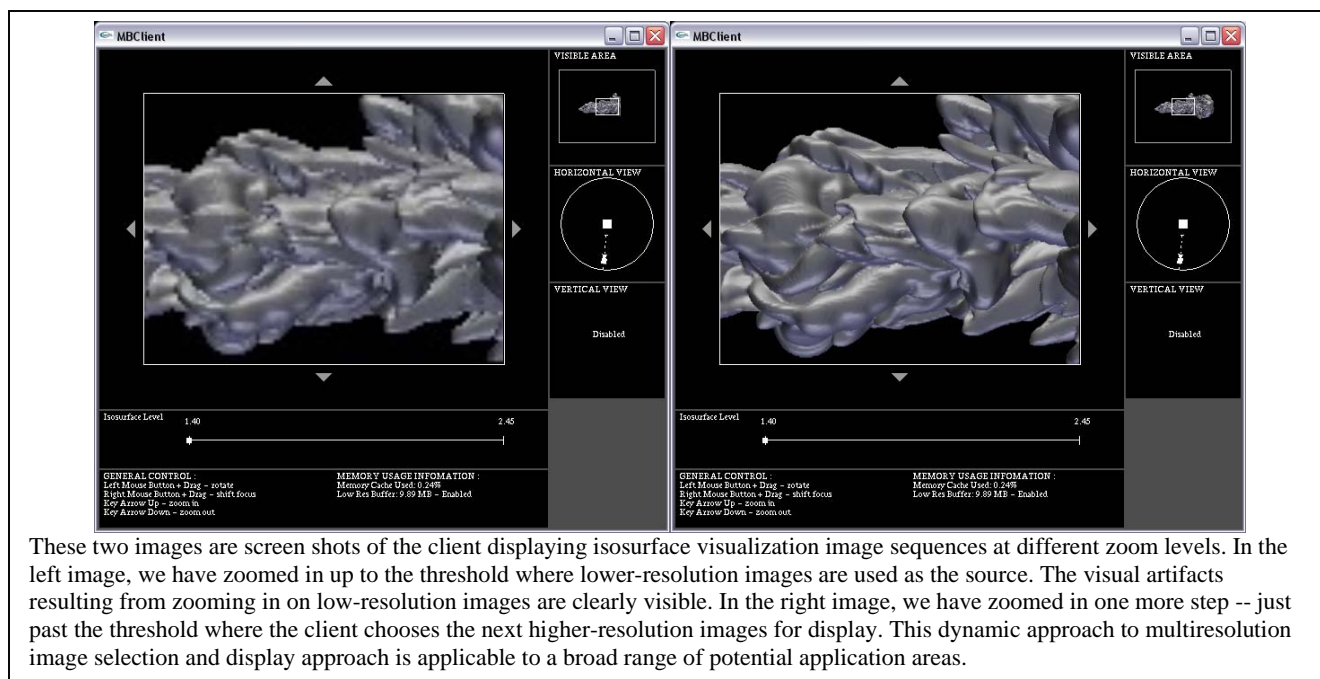 MBClient
VISIBLE AREA
HORIZONTAL VIEW
VERTICAL VIEW
Disabled
Isosurface Level
1.40
2.45
GENERAL CONTROL :
Left Mouse Button + Drag - rotate
Right Mouse Button + Drag - shift focus
Key Arrow Up - zoom in
Key Arrow Down - zoom out
MEMORY USAGE INFOMATION :
Memory Cache Used: 0.24%
Low Res Buffer: 9.89 MB - Enabled
MBClient
VISIBLE AREA
HORIZONTAL VIEW
VERTICAL VIEW
Disabled
Isosurface Level
1.40
2.45
GENERAL CONTROL :
Left Mouse Button + Drag - rotate
Right Mouse Button + Drag - shift focus
Key Arrow Up - zoom in
Key Arrow Down - zoom out
MEMORY USAGE INFOMATION :
Memory Cache Used: 0.24%
Low Res Buffer: 9.89 MB - Enabled
These two images are screen shots of the client displaying isosurface visualization image sequences at different zoom levels. In the
left image, we have zoomed in up to the threshold where lower-resolution images are used as the source. The visual artifacts
resulting from zooming in on low-resolution images are clearly visible. In the right image, we have zoomed in one more step -- just
past the threshold where the client chooses the next higher-resolution images for display. This dynamic approach to multiresolution
image selection and display approach is applicable to a broad range of potential application areas.